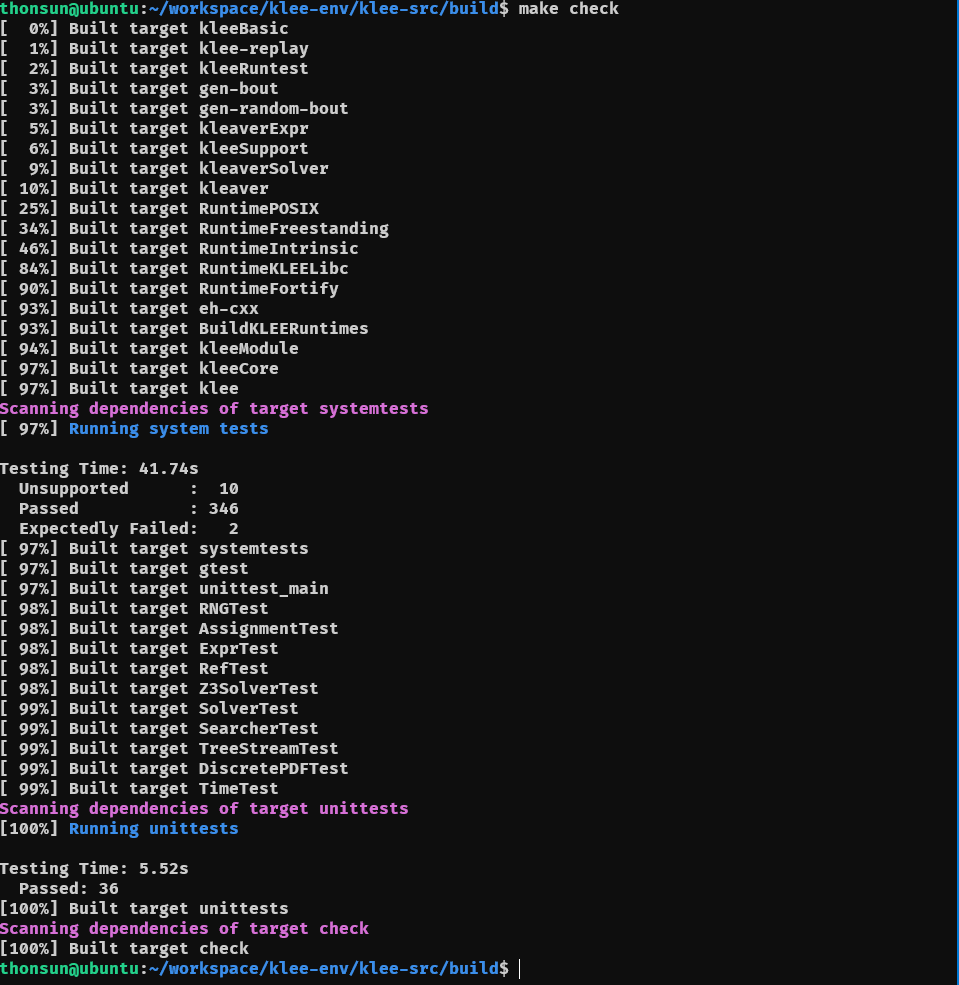 thonsun@ubuntu:~/workspace/klee-env/klee-src/build$ make check
[  0%] Built target kleeBasic
[  1%] Built target klee-replay
[  2%] Built target kleeRuntest
[  3%] Built target gen-bout
[  3%] Built target gen-random-bout
[  5%] Built target kleaverExpr
[  6%] Built target kleeSupport
[  9%] Built target kleaverSolver
[ 10%] Built target kleaver
[ 25%] Built target RuntimePOSIX
[ 34%] Built target RuntimeFreestanding
[ 46%] Built target RuntimeIntrinsic
[ 84%] Built target RuntimeKLEELibc
[ 90%] Built target RuntimeFortify
[ 93%] Built target eh-cxx
[ 93%] Built target BuildKLEERuntimes
[ 94%] Built target kleeModule
[ 97%] Built target kleeCore
[ 97%] Built target klee
Scanning dependencies of target systemtests
[ 97%] Running system tests
Testing Time: 41.74s
  Unsupported      :  10
  Passed           : 346
  Expectedly Failed:   2
[ 97%] Built target systemtests
[ 97%] Built target gtest
[ 97%] Built target unittest_main
[ 98%] Built target RNGTest
[ 98%] Built target AssignmentTest
[ 98%] Built target ExprTest
[ 98%] Built target RefTest
[ 98%] Built target Z3SolverTest
[ 99%] Built target SolverTest
[ 99%] Built target SearcherTest
[ 99%] Built target TreeStreamTest
[ 99%] Built target DiscretePDFTest
[ 99%] Built target TimeTest
Scanning dependencies of target unittests
[100%] Running unittests
Testing Time: 5.52s
  Passed: 36
[100%] Built target unittests
Scanning dependencies of target check
[100%] Built target check
thonsun@ubuntu:~/workspace/klee-env/klee-src/build$